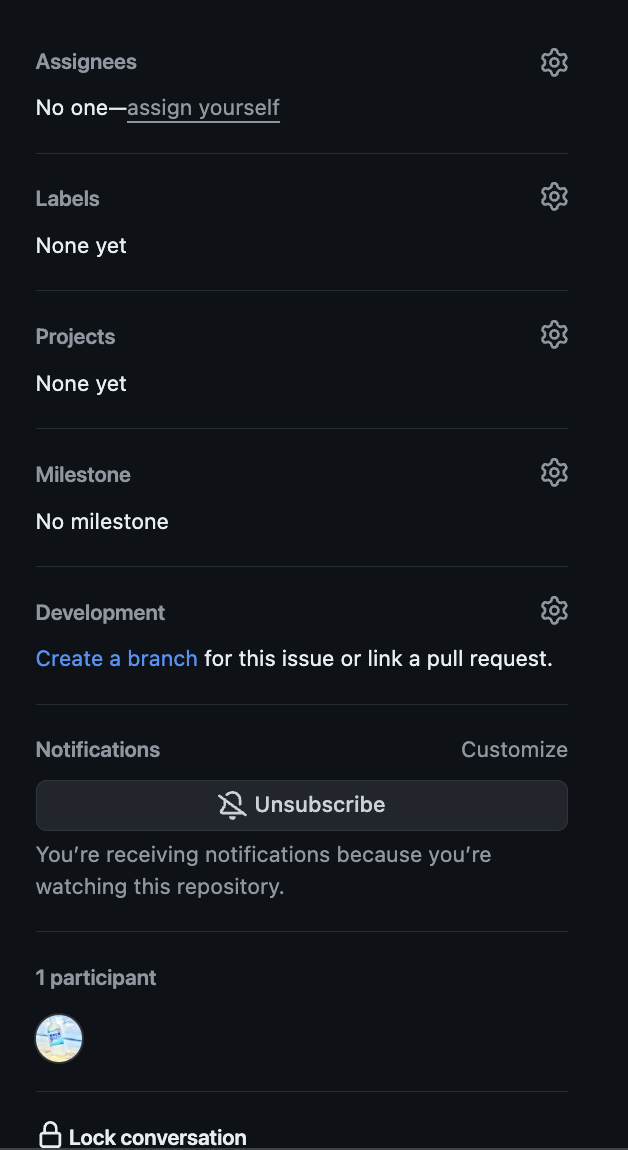 Assignees
No one—assign yourself
Labels
None yet
Projects
None yet
Milestone
No milestone
Development
Create a branch for this issue or link a pull request.
Notifications
Customize
Unsubscribe
You’re receiving notifications because you’re
watching this repository.
1 participant
Lock conversation